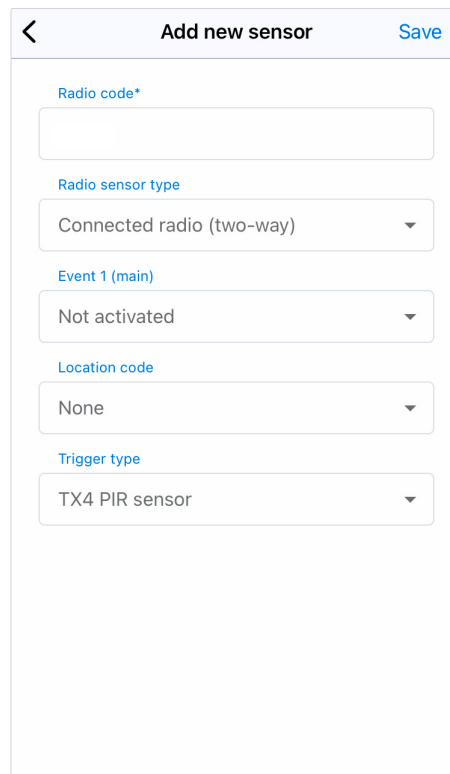 Add new sensor
Save
Radio code*
Radio sensor type
Connected radio (two-way)
Event 1 (main)
Not activated
Location code
None
Trigger type
TX4 PIR sensor